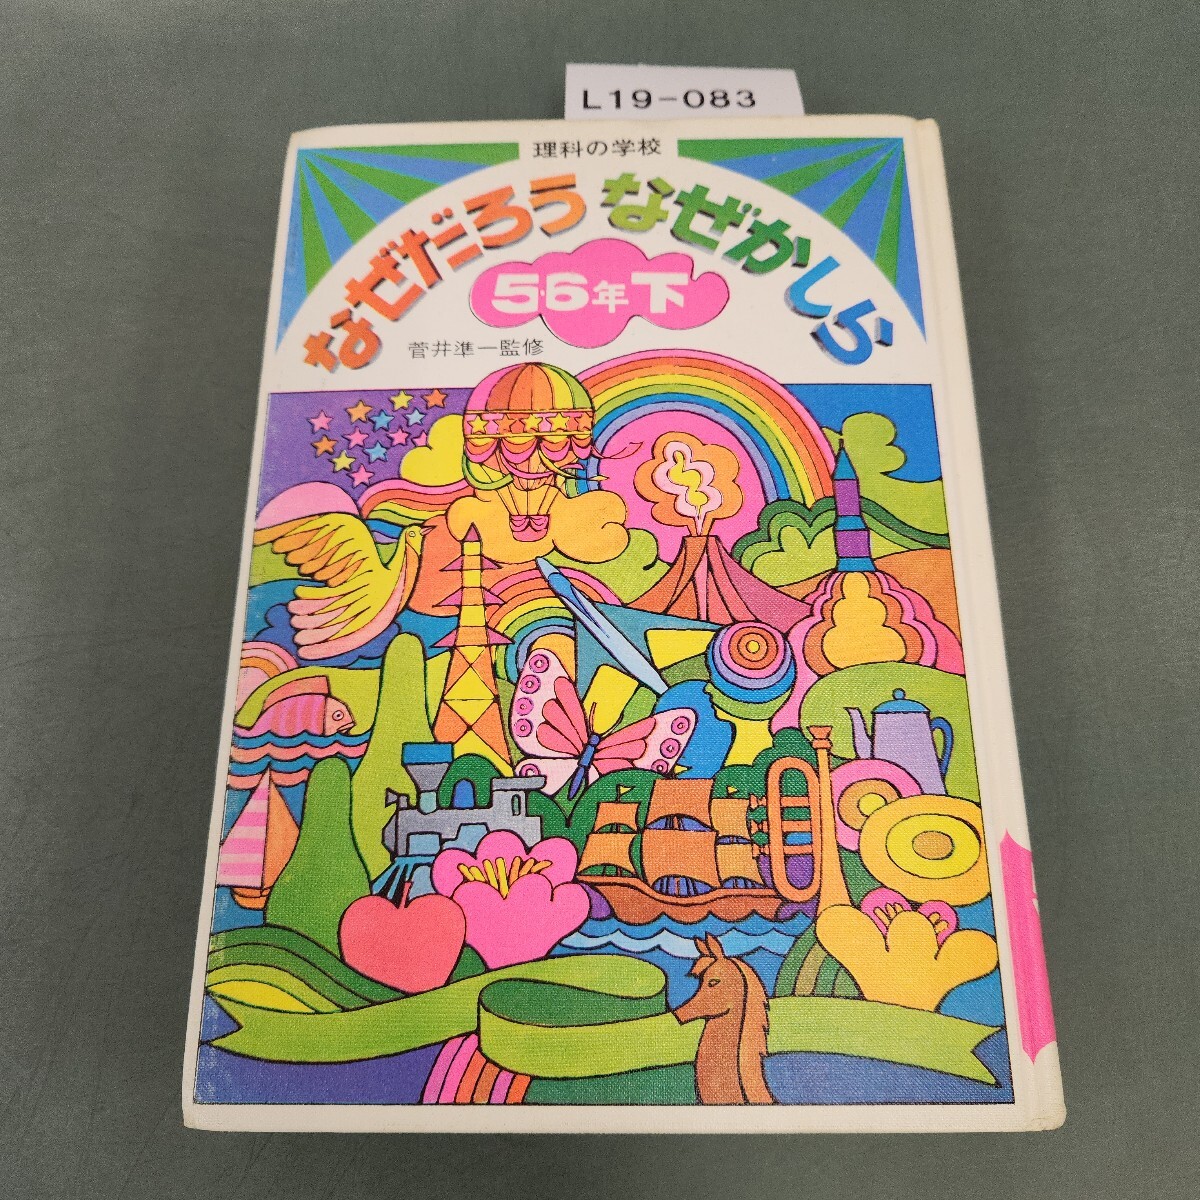 L19-083
理科の学校
なぜだろう なぜかしら
5・6年 下
菅井準一監修